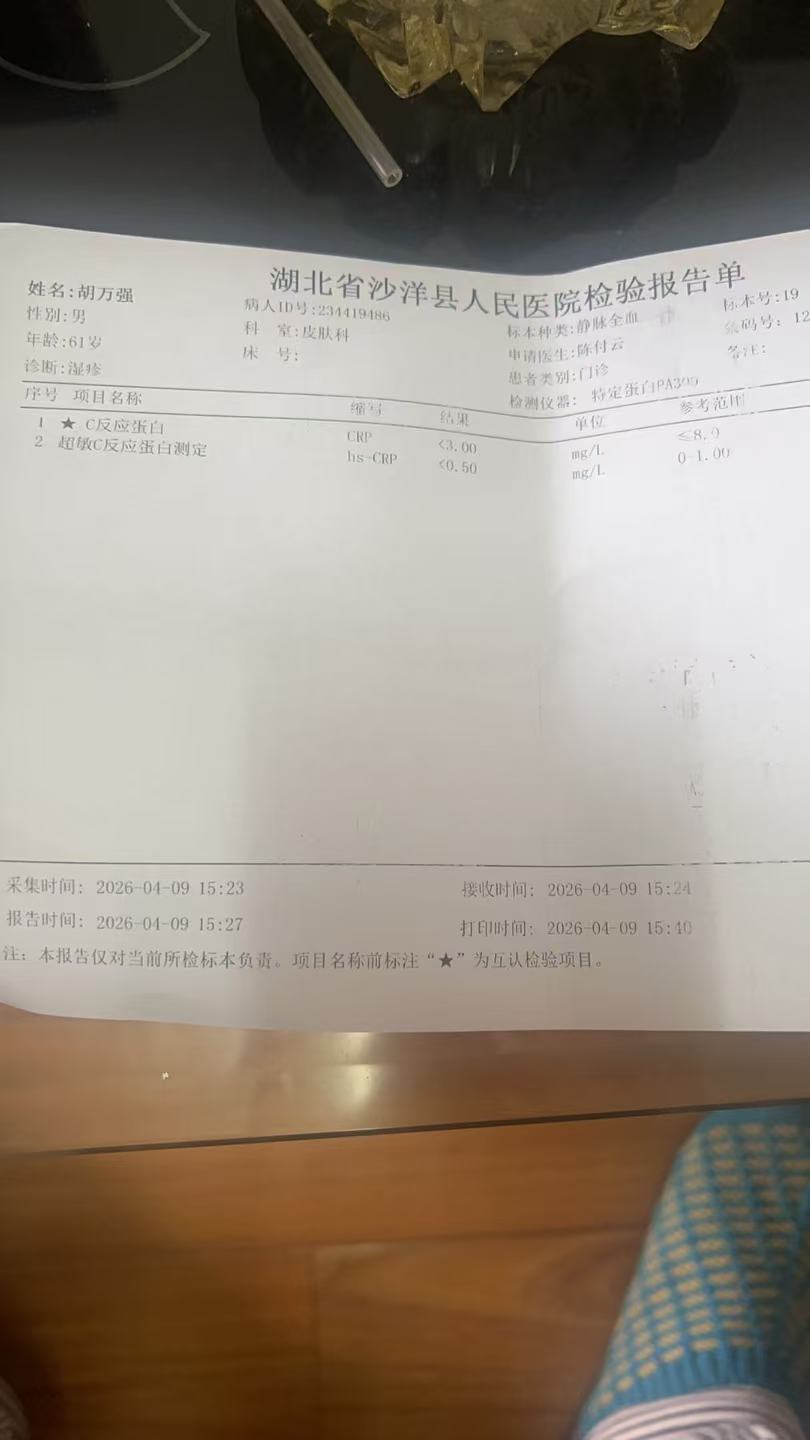 湖北省沙洋县人民医院检验报告单
姓名:胡万强 病人ID号:234419486 标本种类:静脉全血 标本号:19
性别:男 科 室:皮肤科 申请医生:陈付云 条码号: 12
年龄:61岁 床 号: 患者类别:门诊 备注:
诊断:湿疹 检测仪器: 特定蛋白PA
序号 项目名称 缩写 结果 单位 参考范围
1 ★ C反应蛋白 CRP <3.00 mg/L ≤8.9
2 超敏C反应蛋白测定 hs-CRP <0.50 mg/L 0-1.00
采集时间: 2026-04-09 15:23 接收时间: 2026-04-09 15:24
报告时间: 2026-04-09 15:27 打印时间: 2026-04-09 15:40
注: 本报告仅对当前所检标本负责。项目名称前标注“★”为互认检验项目。